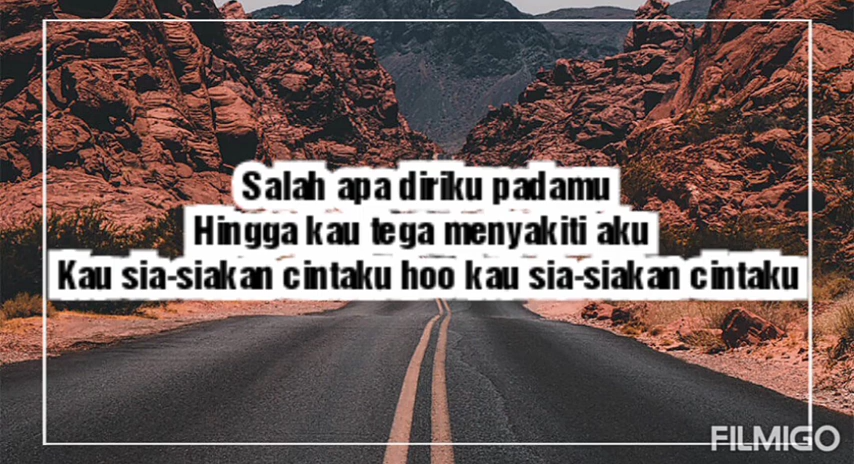 Salah apa diriku padamu
Hingga kau tega menyakiti aku
Kau sia-siakan cintaku hoo kau sia-siakan cintaku
FILMIGO